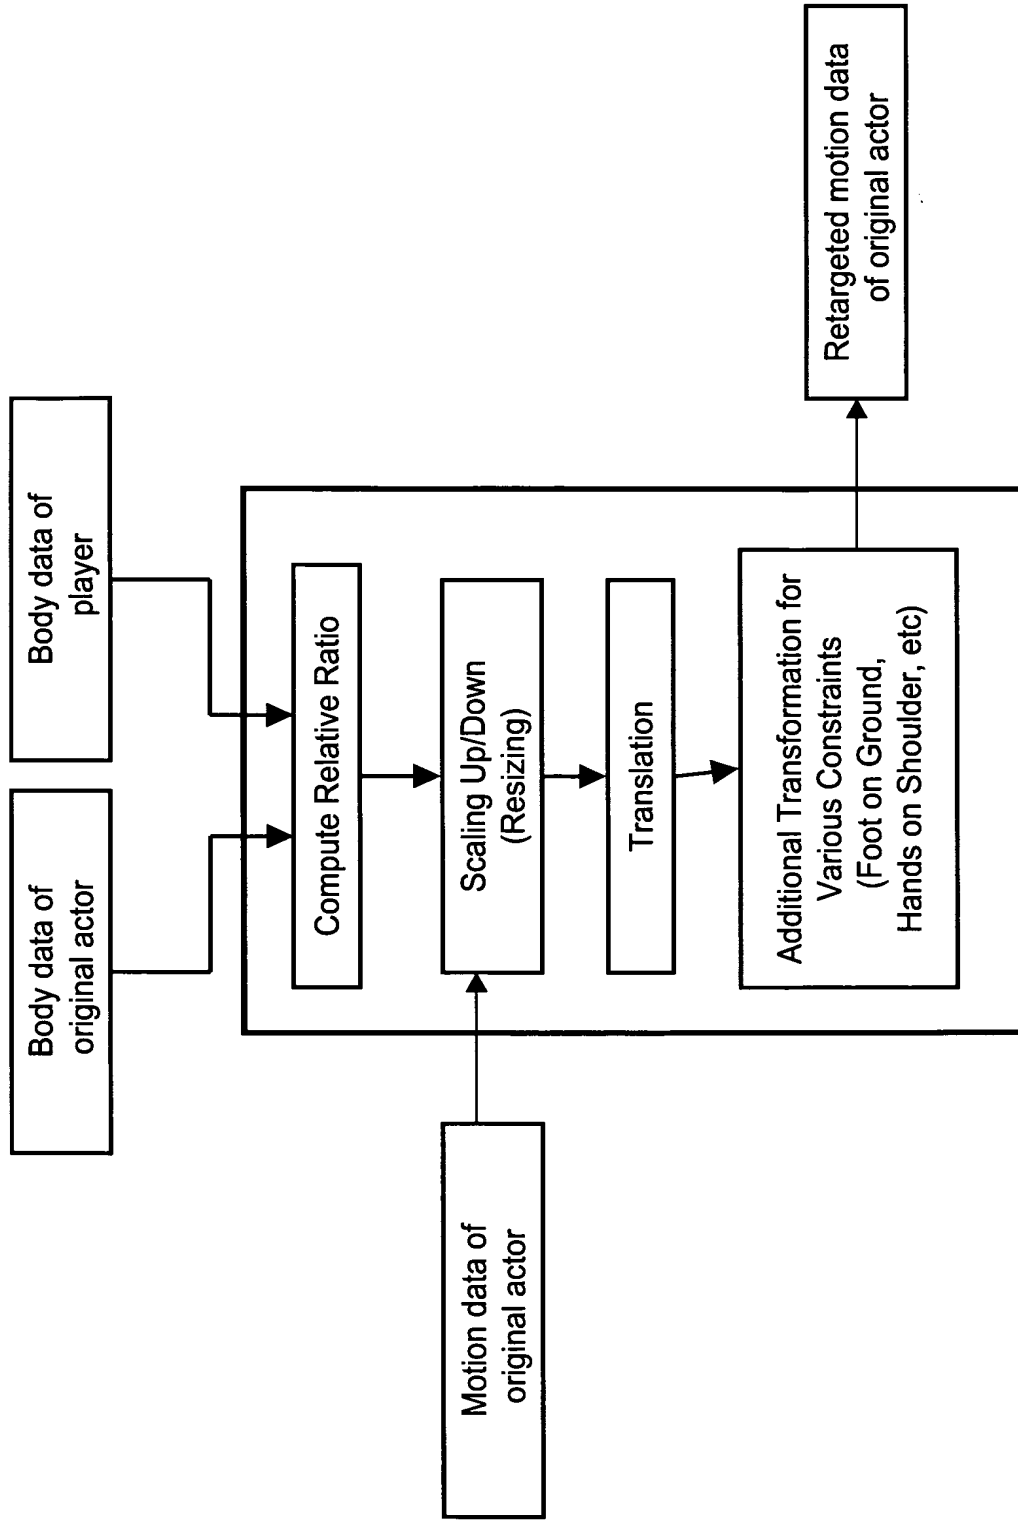 Body data of
original actor
Body data of
player
Compute Relative Ratio
Motion data of
original actor
Scaling Up/Down
(Resizing)
Translation
Additional Transformation for
Various Constraints
(Foot on Ground,
Hands on Shoulder, etc)
Retargeted motion data
of original actor